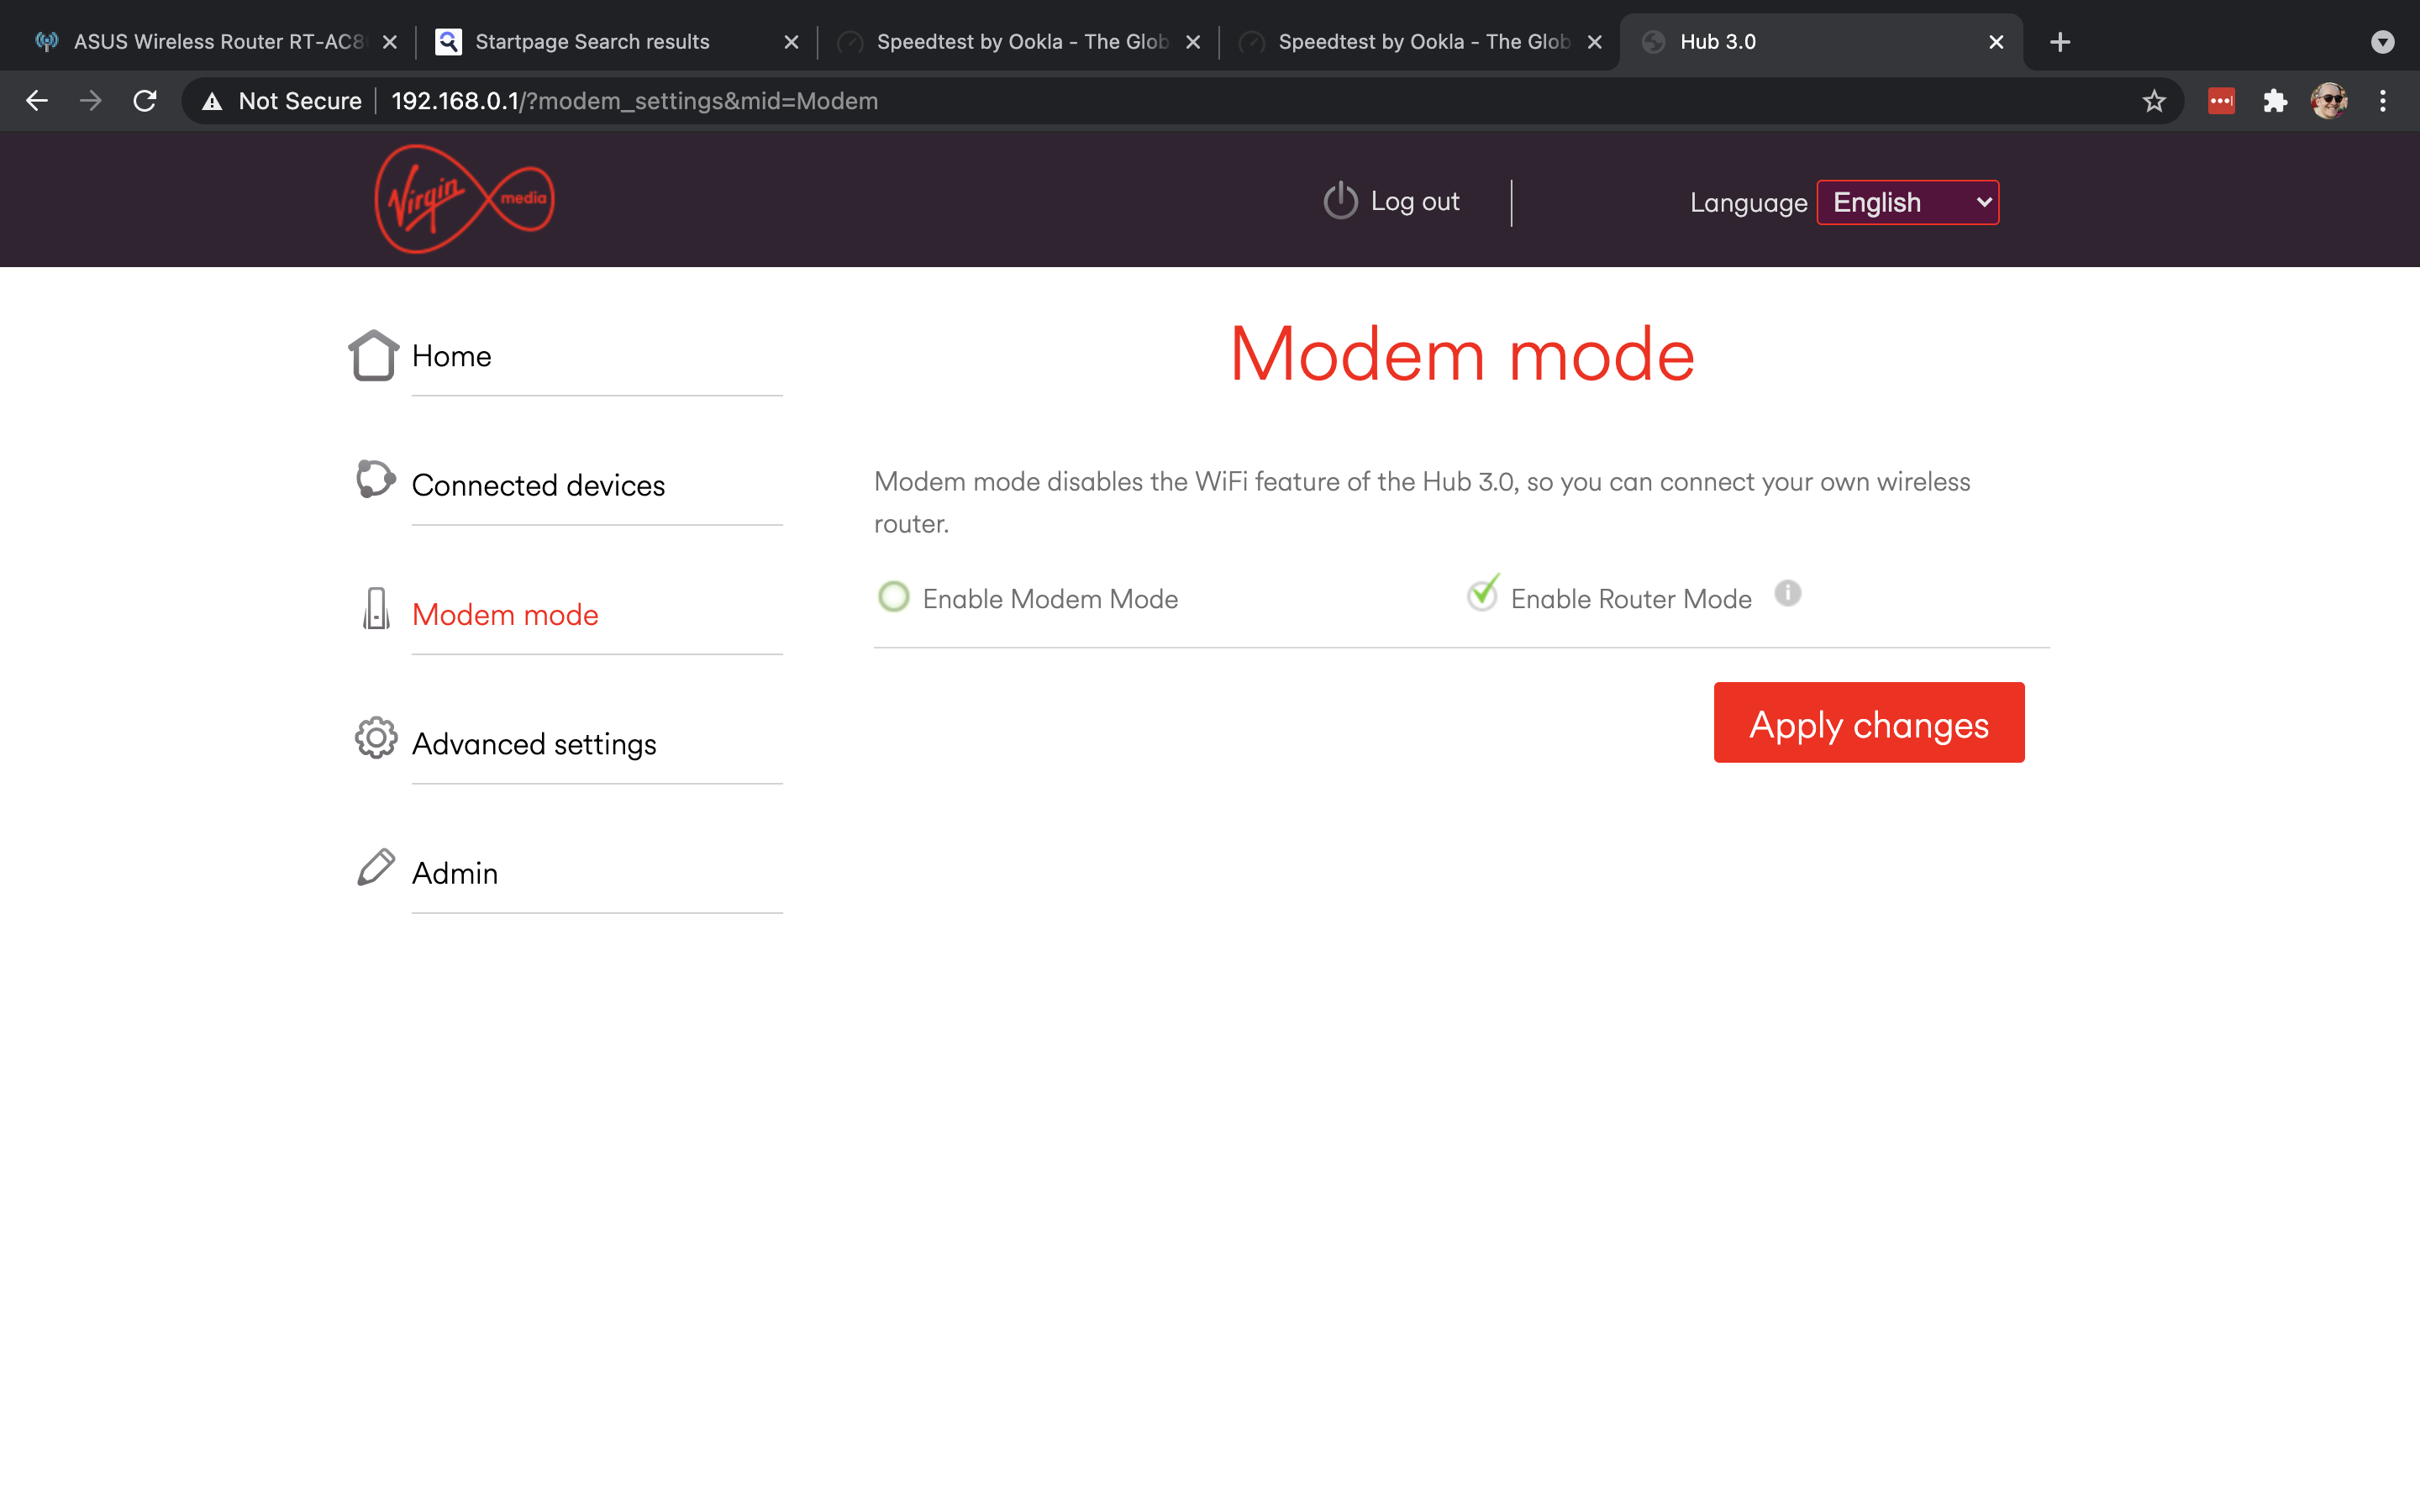 ASUS Wireless Router RT-AC8
Startpage Search results
Speedtest by Ookla - The Glob
Speedtest by Ookla - The Glob
Hub 3.0
Not Secure
192.168.0.1/?modem_settings&mid=Modem
Virgin media
Log out
Language
English
Home
Connected devices
Modem mode
Advanced settings
Admin
Modem mode
Modem mode disables the WiFi feature of the Hub 3.0, so you can connect your own wireless
router.
Enable Modem Mode
Enable Router Mode
Apply changes